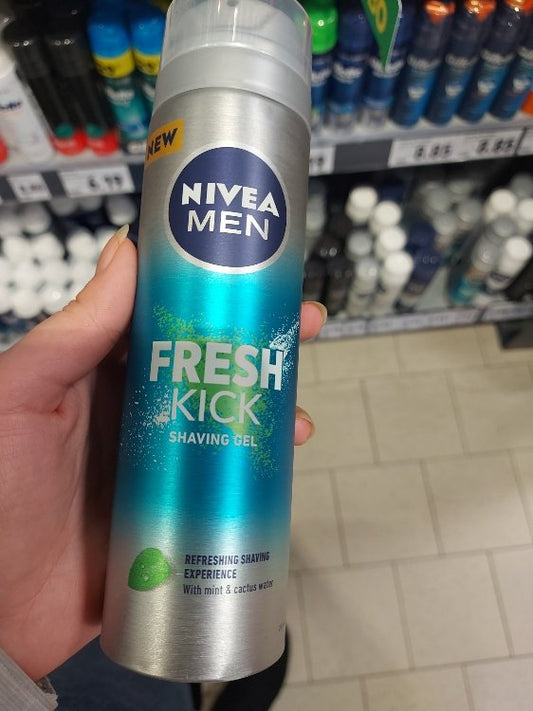 NEW
NIVEA
MEN
FRESH
KICK
SHAVING GEL
REFRESHING SHAVING
EXPERIENCE
With mint & cactus water